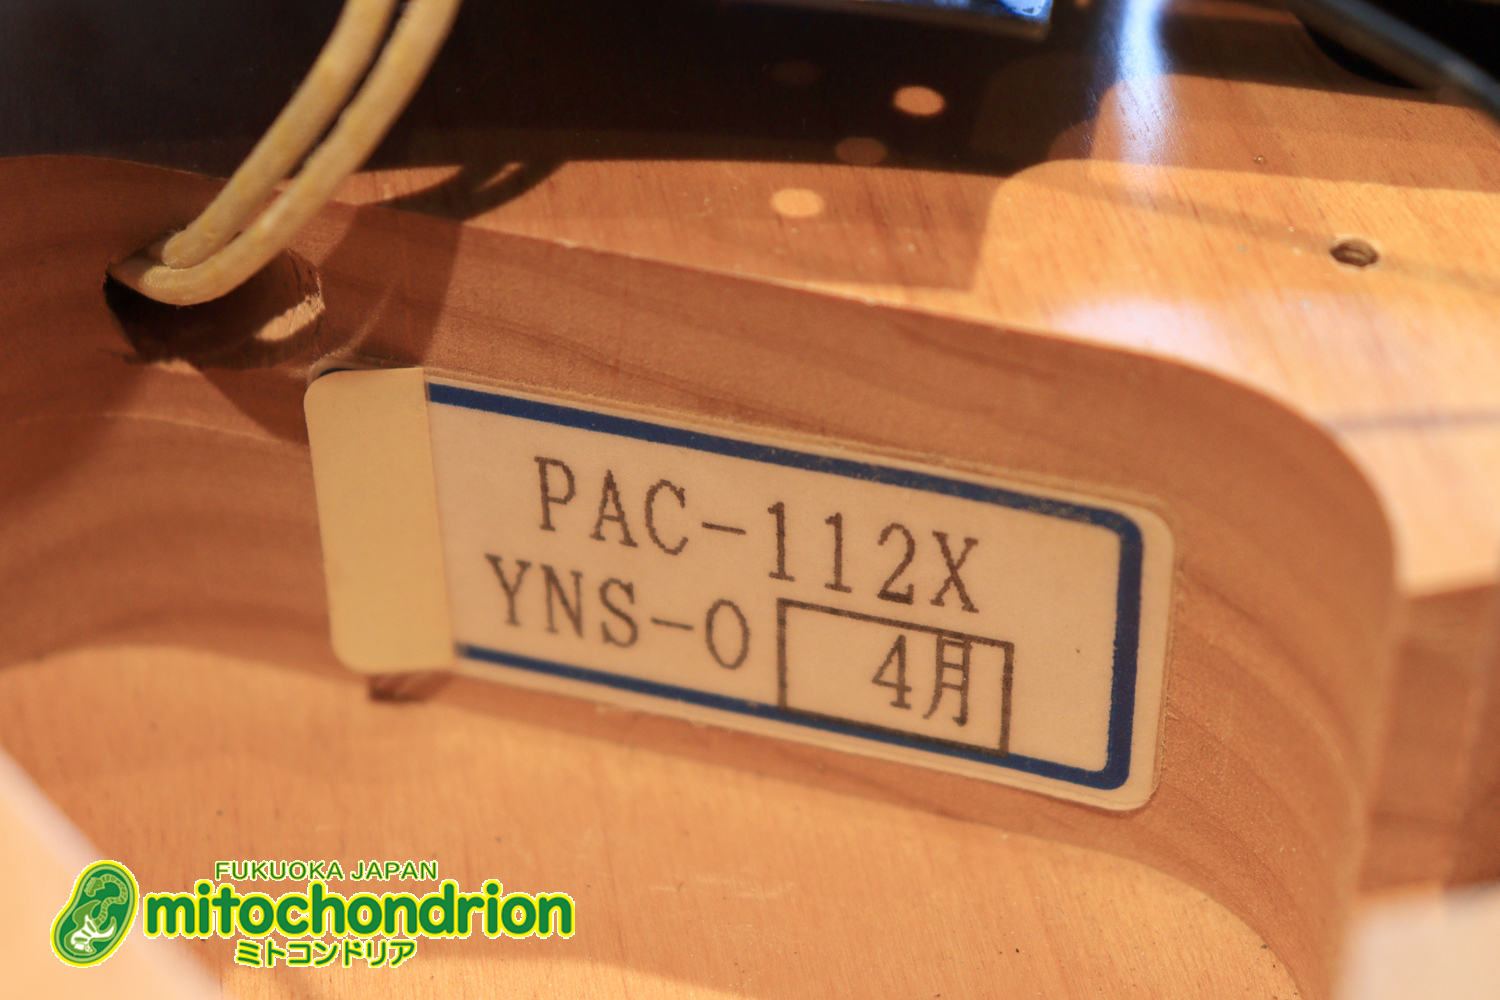 PAC-112X
YNS-O 4月
FUKUOKA JAPAN
mitochondrion
ミトコンドリア